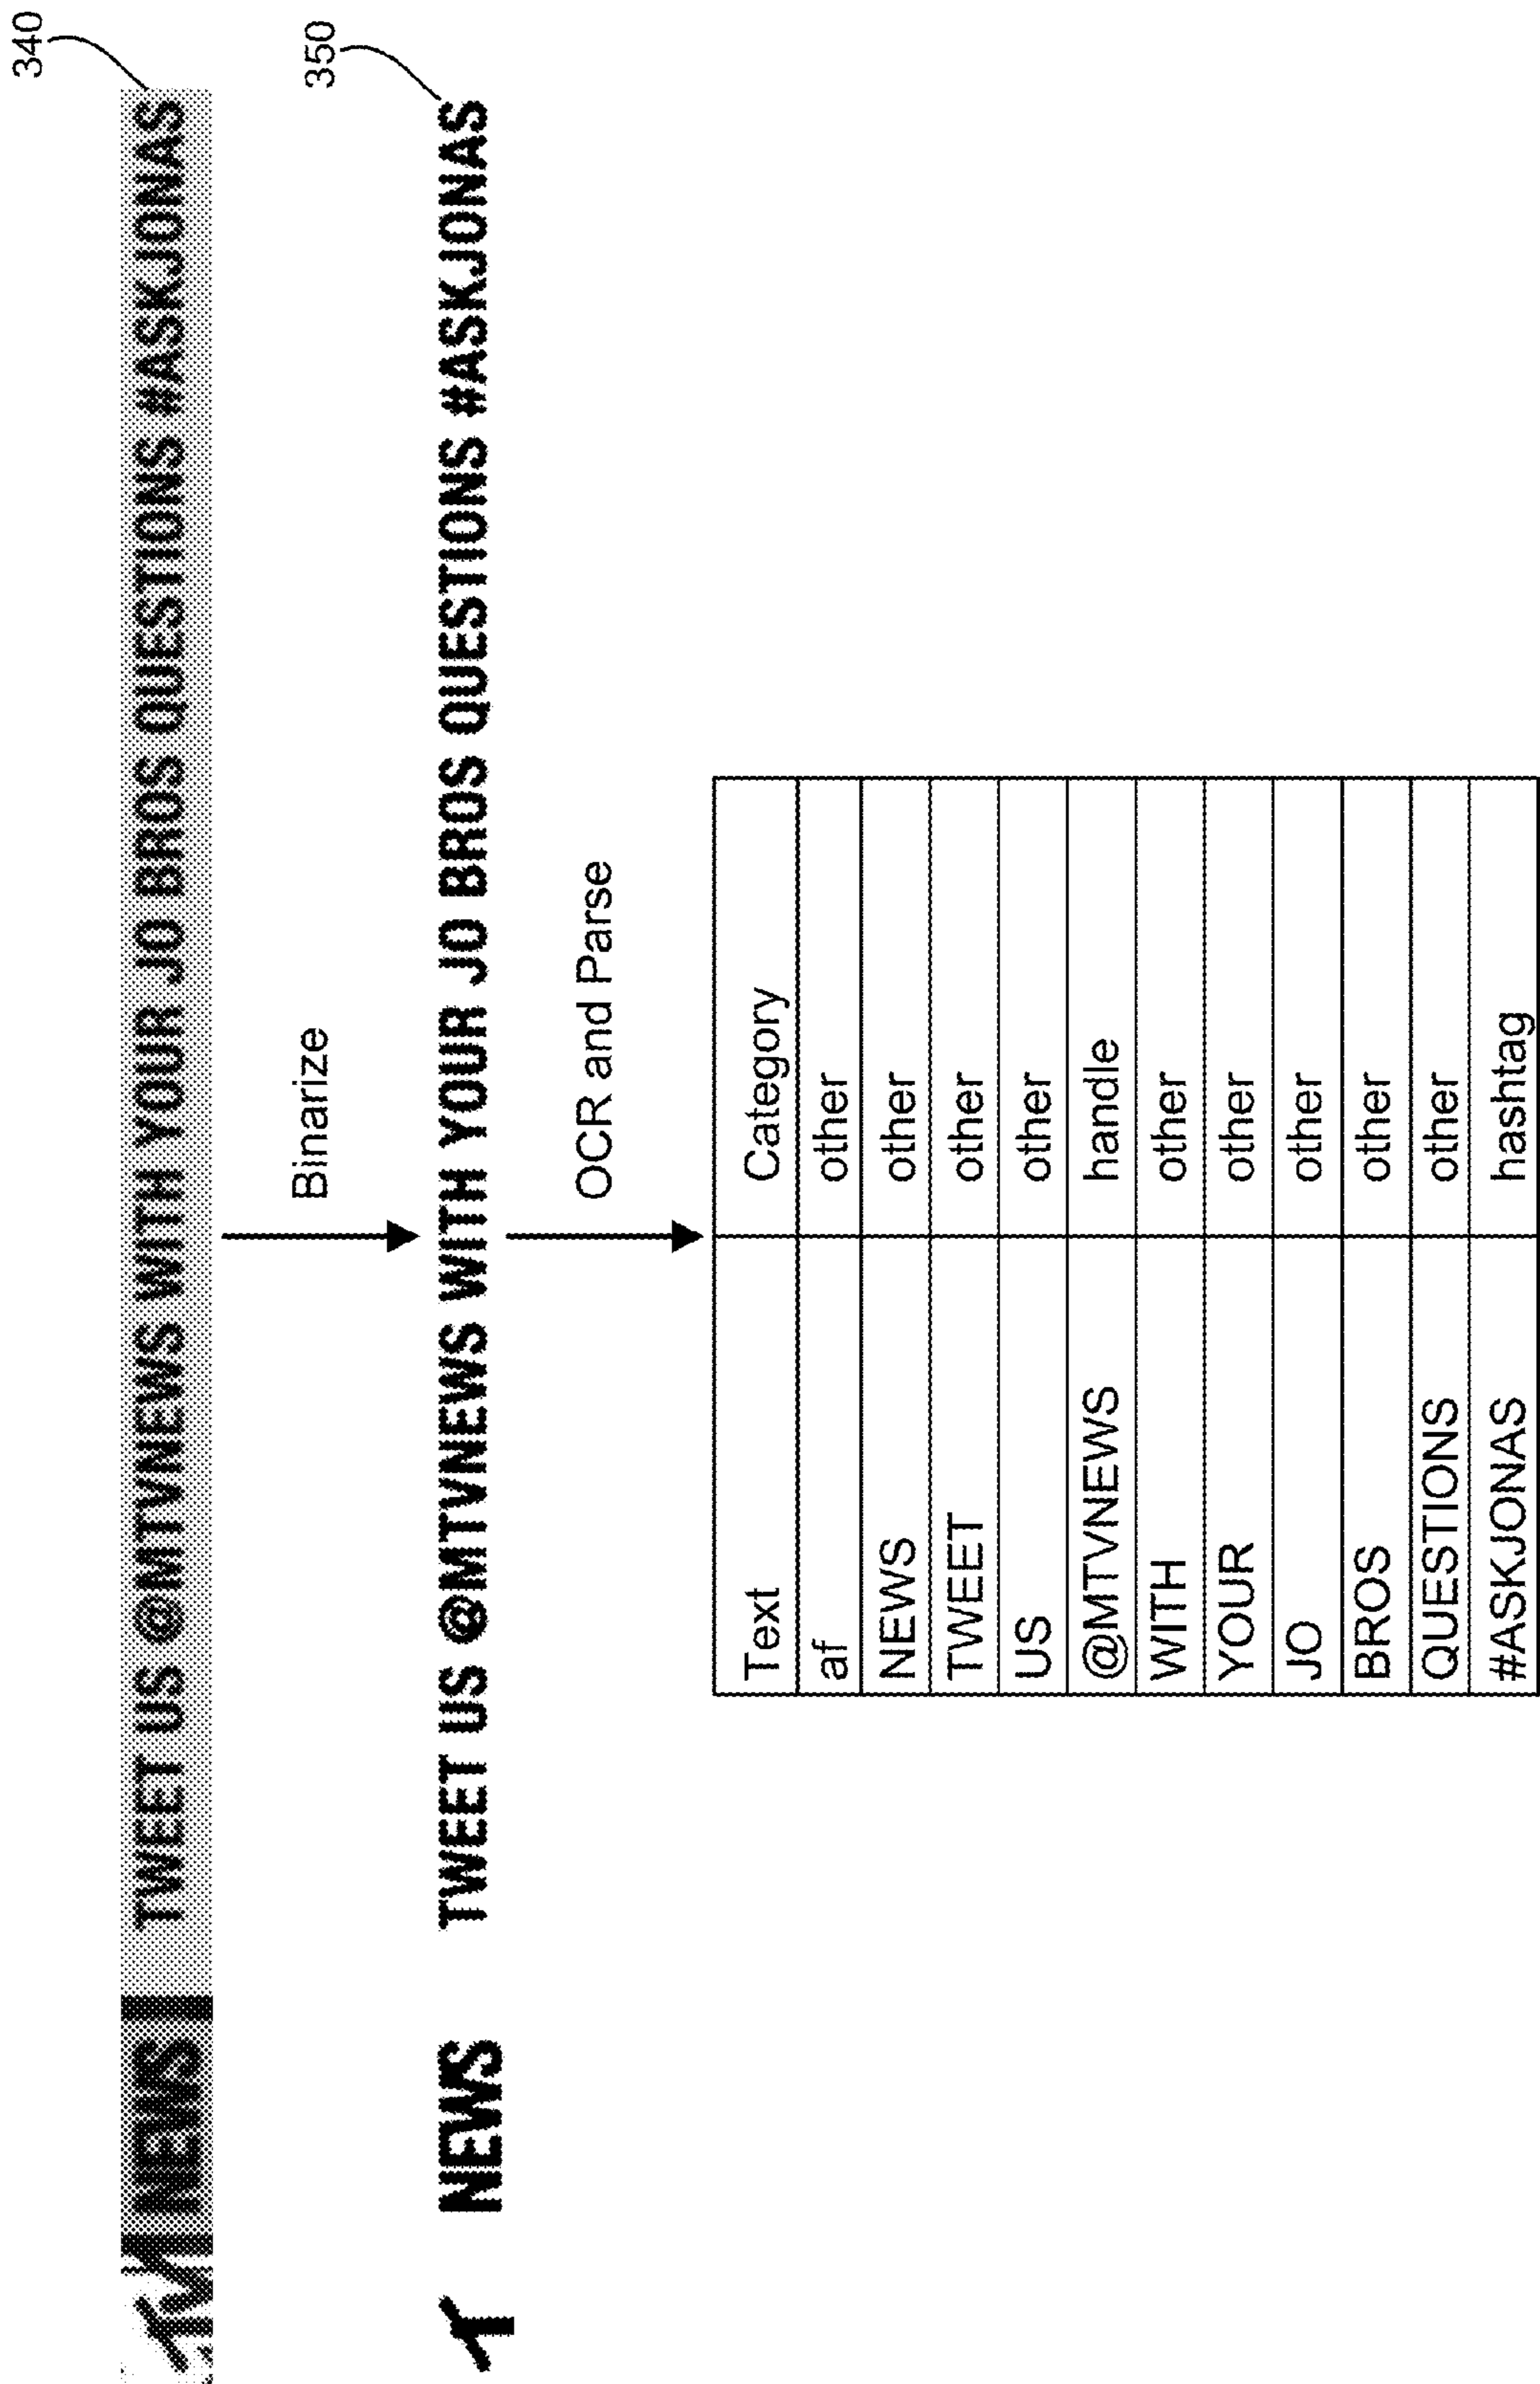 340
NEWS TWEET US @MTVNEWS WITH YOUR JO BROS QUESTIONS #ASKJONAS
Binarize
350
NEWS TWEET US @MTVNEWS WITH YOUR JO BROS QUESTIONS #ASKJONAS
OCR and Parse
Text Category
af other
NEWS other
TWEET other
US other
@MTVNEWS handle
WITH other
YOUR other
JO other
BROS other
QUESTIONS other
#ASKJONAS hashtag